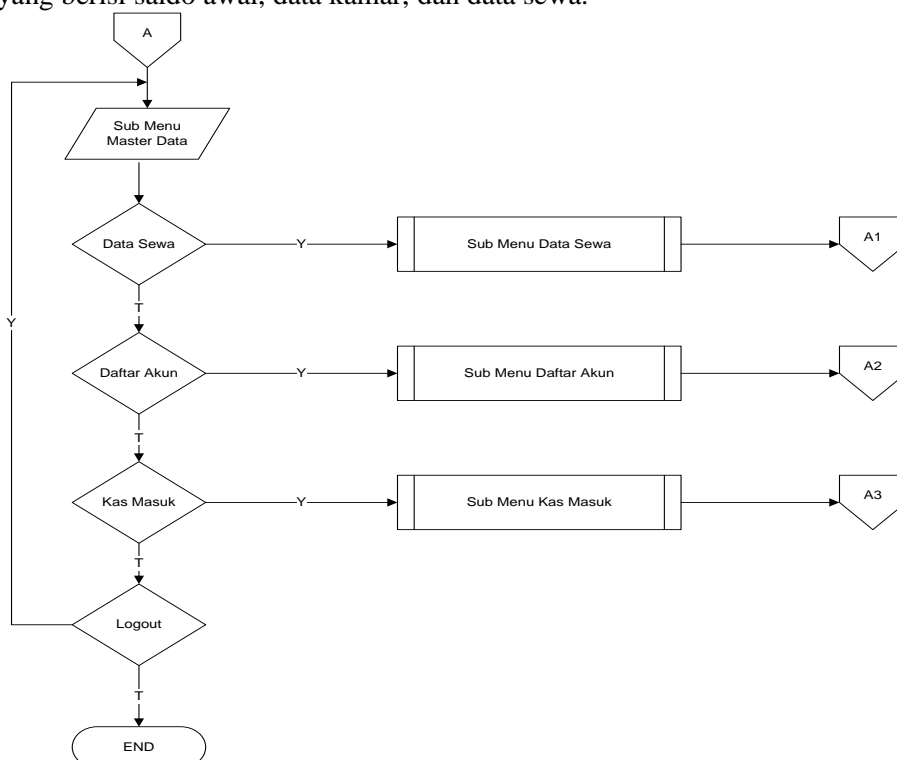 yang berisi saldo awal, data kamar, dan data sewa.
A
Sub Menu
Master Data
Data Sewa
Y
Sub Menu Data Sewa
A1
T
Y
Daftar Akun
Y
Sub Menu Daftar Akun
A2
T
Kas Masuk
Y
Sub Menu Kas Masuk
A3
T
Logout
T
END